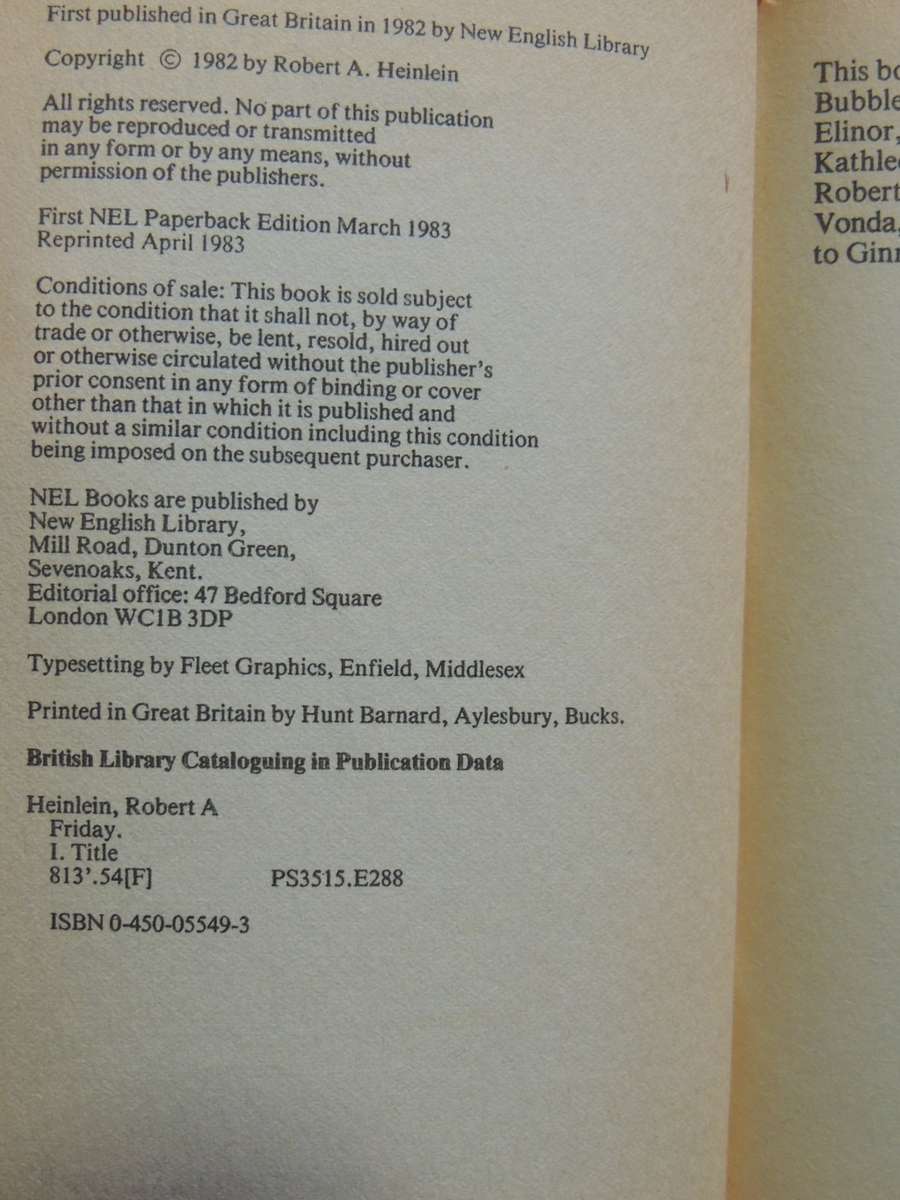 First published in Great Britain in 1982 by New English Library
Copyright © 1982 by Robert A. Heinlein
All rights reserved. No part of this publication
may be reproduced or transmitted
in any form or by any means, without
permission of the publishers.
First NEL Paperback Edition March 1983
Reprinted April 1983
Conditions of sale: This book is sold subject
to the condition that it shall not, by way of
trade or otherwise, be lent, resold, hired out
or otherwise circulated without the publisher's
prior consent in any form of binding or cover
other than that in which it is published and
without a similar condition including this condition
being imposed on the subsequent purchaser.
NEL Books are published by
New English Library,
Mill Road, Dunton Green,
Sevenoaks, Kent.
Editorial office: 47 Bedford Square
London WC1B 3DP
Typesetting by Fleet Graphics, Enfield, Middlesex
Printed in Great Britain by Hunt Barnard, Aylesbury, Bucks.
British Library Cataloguing in Publication Data
Heinlein, Robert A
Friday.
I. Title
813'.54[F] PS3515.E288
ISBN 0-450-05549-3
This
Bubble
Elinor,
Robert
Vonda,
to